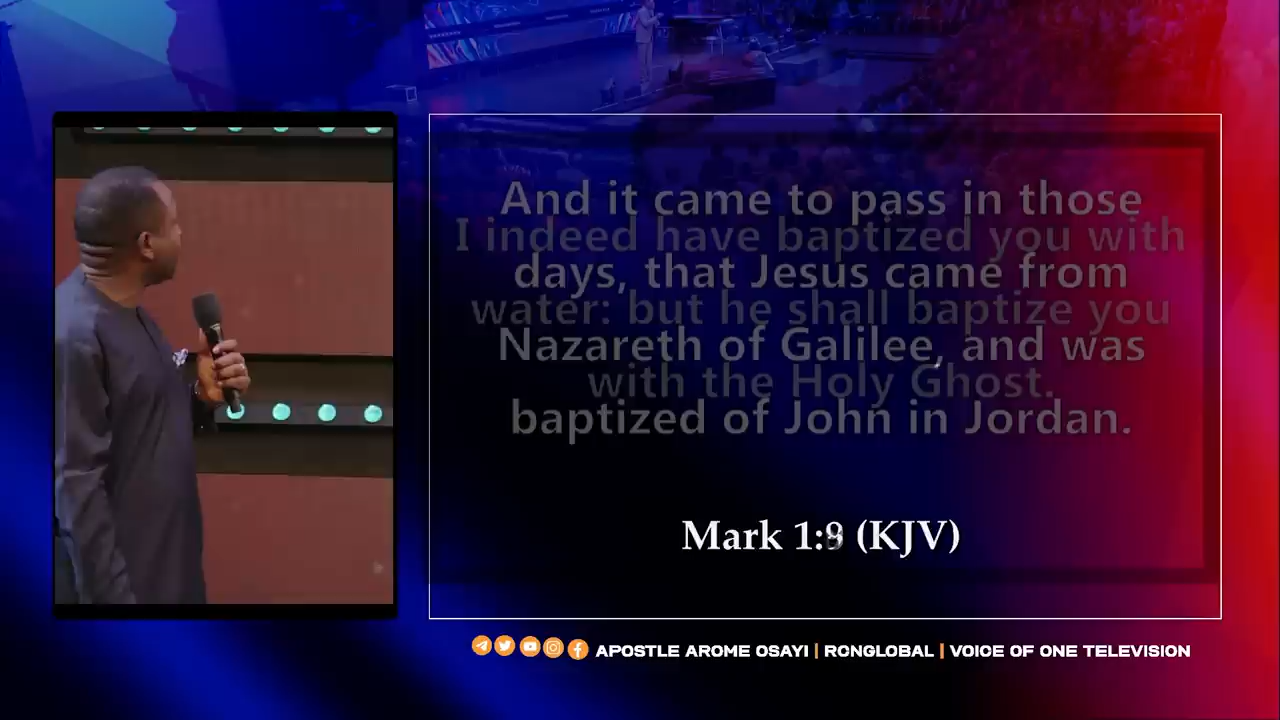 And it came to pass in those
days, that Jesus came from
Nazareth of Galilee, and was
baptized of John in Jordan.
I indeed have baptized you with
water: but he shall baptize you
with the Holy Ghost.
Mark 1:9 (KJV)
APOSTLE AROME OSAYI | RCNGLOBAL | VOICE OF ONE TELEVISION